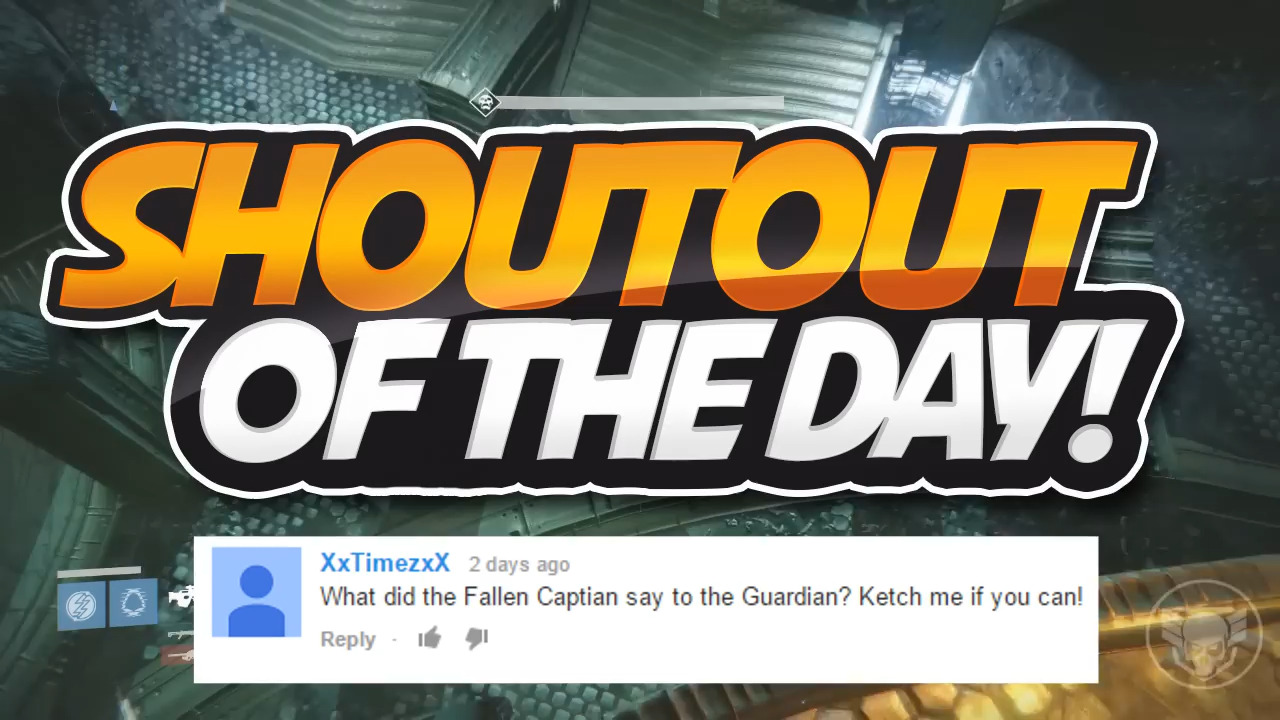 SHOUTOUT
OF THE DAY!
XxTimezxX 2 days ago
What did the Fallen Captian say to the Guardian? Ketch me if you can!
Reply ·